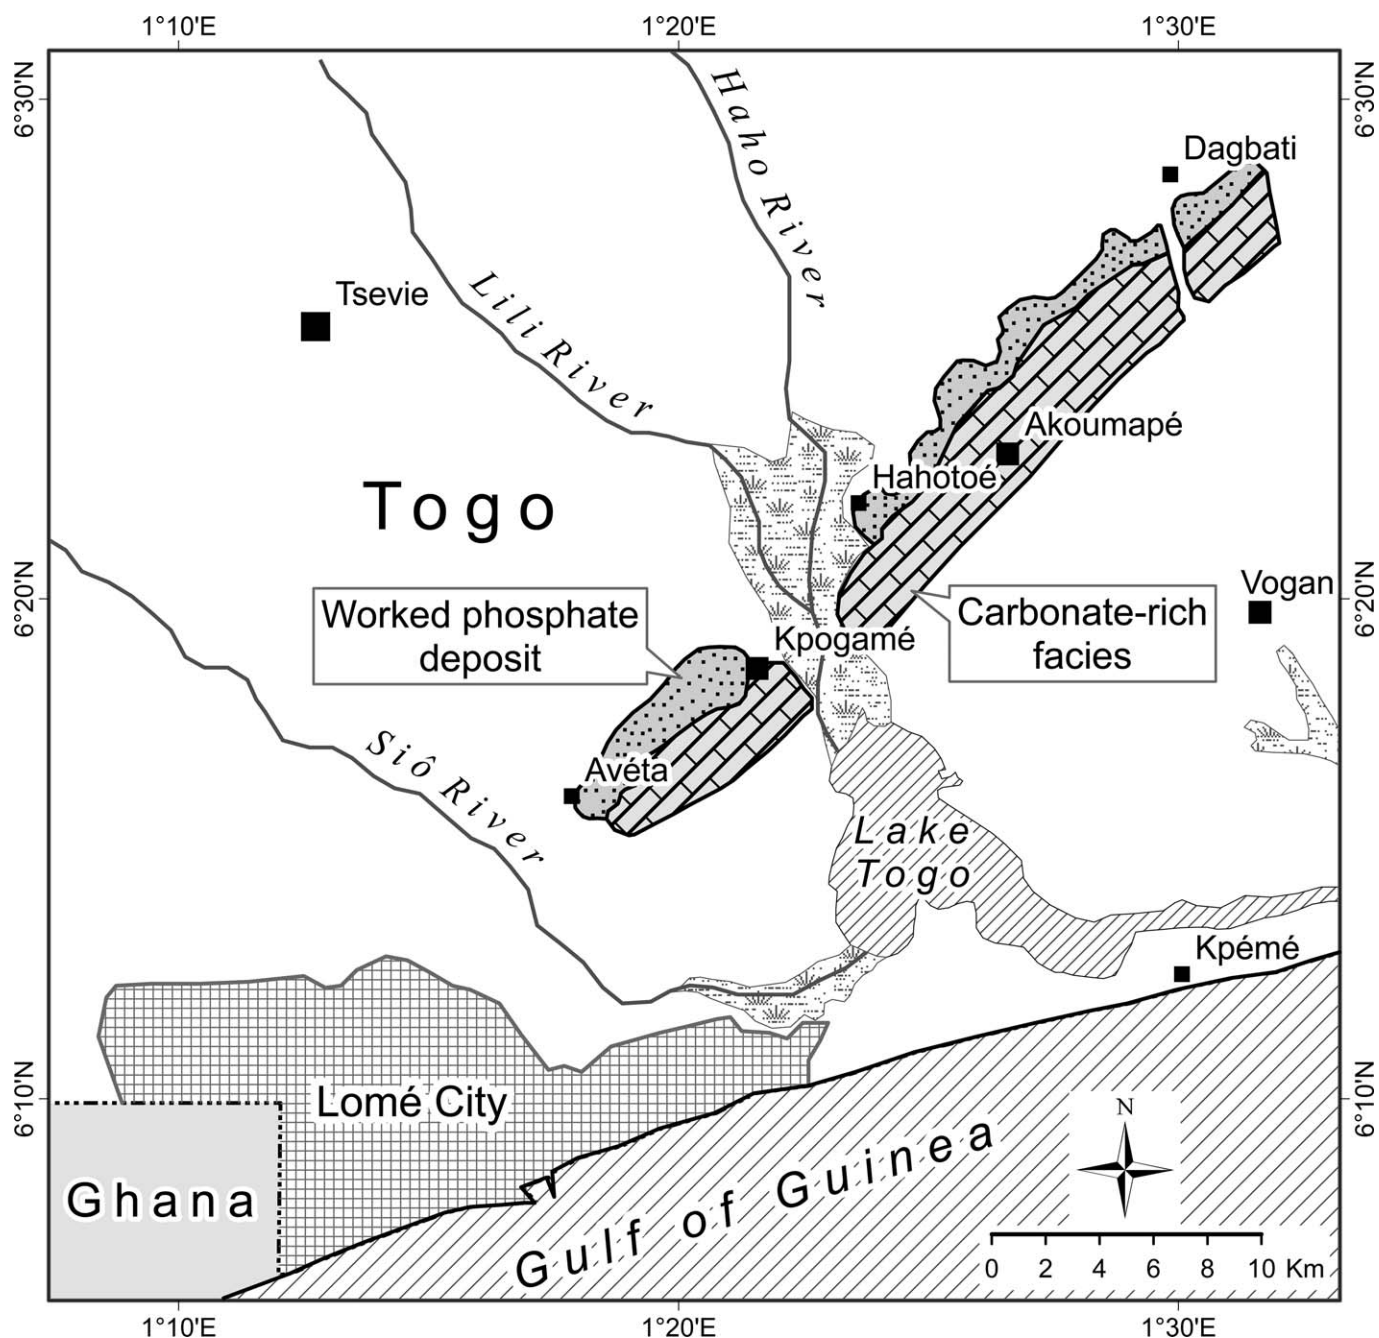 1°10'E 1°20'E 1°30'E
6°30'N
6°30'N
Haho River
Dagbati
Tsevie
Lili River
Akoumapé
Hahotoé
Togo
6°20'N
6°20'N
Vogan
Worked phosphate
deposit
Carbonate-rich
facies
Kpogamé
Siô River
Avéta
Lake
Togo
Kpémé
6°10'N
6°10'N
Lomé City
N
Ghana
Gulf of Guinea
0 2 4 6 8 10 Km
1°10'E 1°20'E 1°30'E